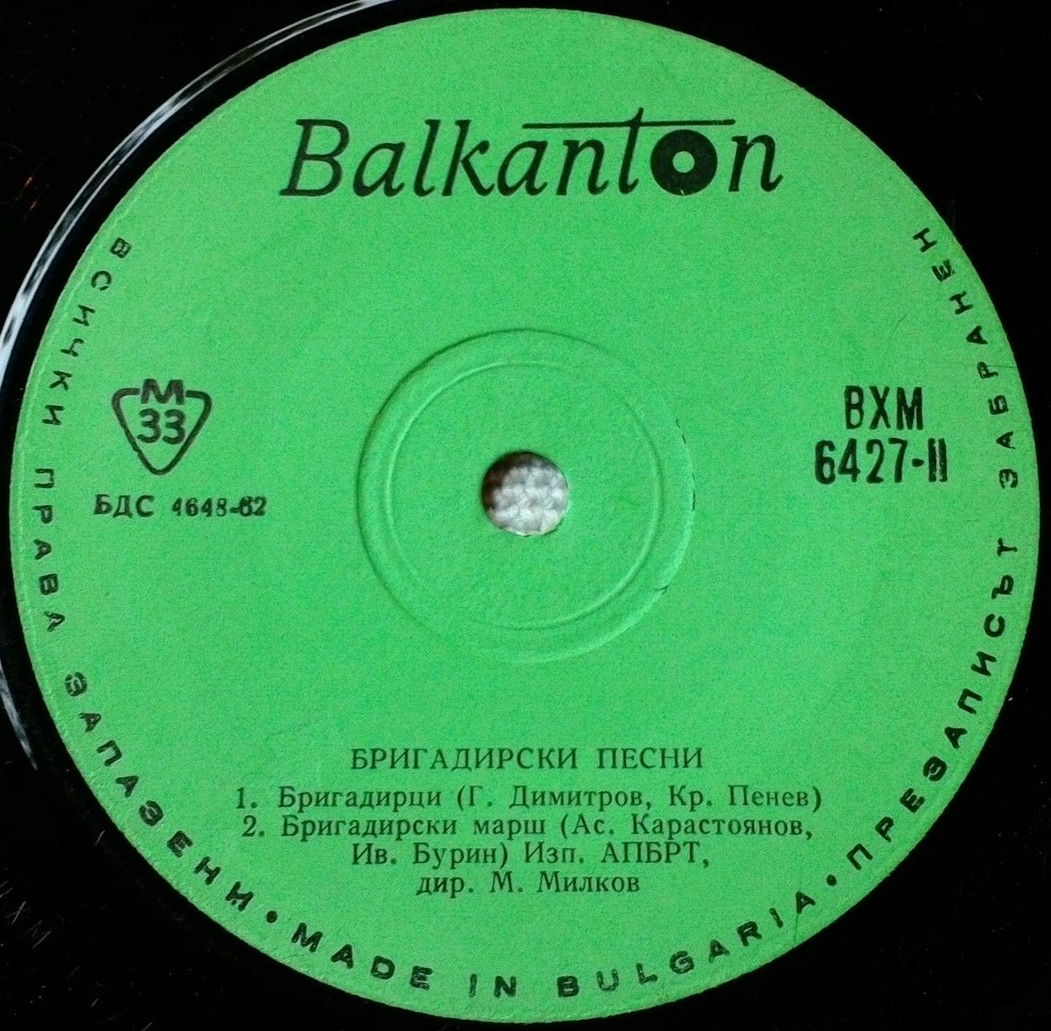 Balkanton
М
33
БДС 4648-62
ВХМ
6427-II
БРИГАДИРСКИ ПЕСНИ
1. Бригадирци (Г. Димитров, Кр. Пенев)
2. Бригадирски марш (Ас. Карастоянов,
Ив. Бурин) Изп. АПБРТ,
дир. М. Милков
ВСИЧКИ ПРАВА ЗАПАЗЕНИ • MADE IN BULGARIA • ПРЕЗАПИСЪТ ЗАБРАНЕН